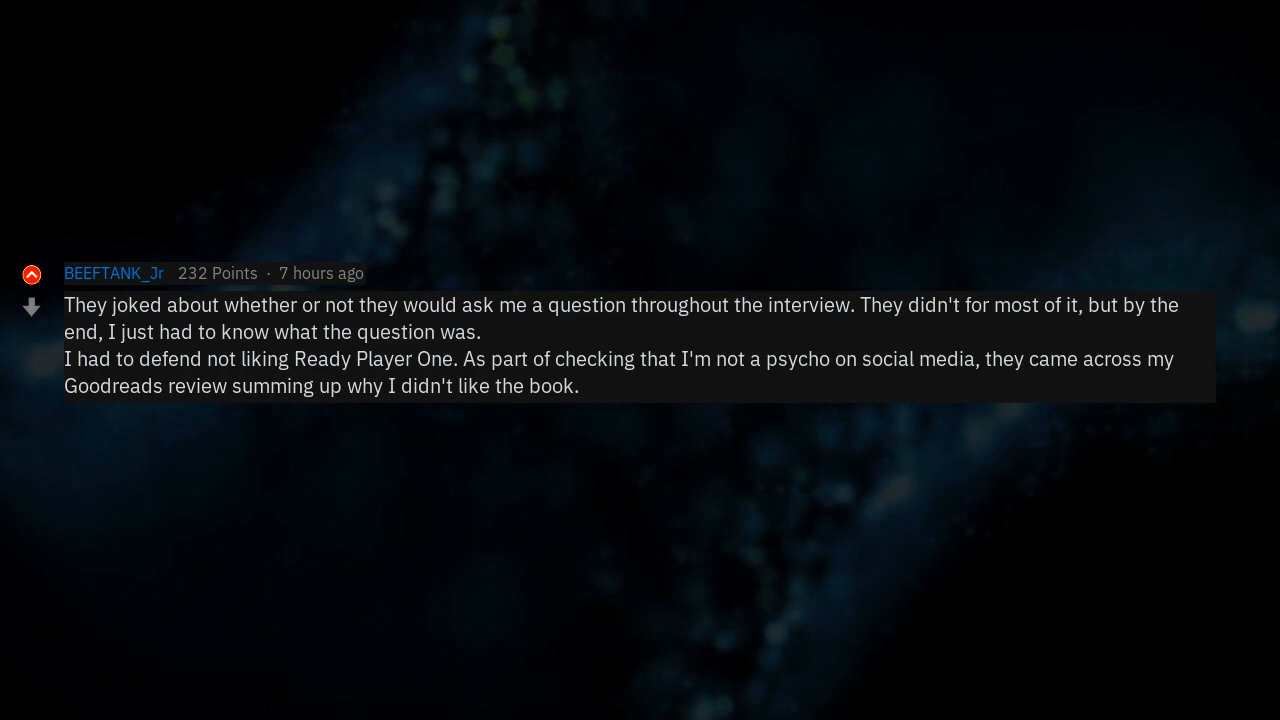 BEEFTANK_Jr 232 Points · 7 hours ago
They joked about whether or not they would ask me a question throughout the interview. They didn't for most of it, but by the
end, I just had to know what the question was.
I had to defend not liking Ready Player One. As part of checking that I'm not a psycho on social media, they came across my
Goodreads review summing up why I didn't like the book.